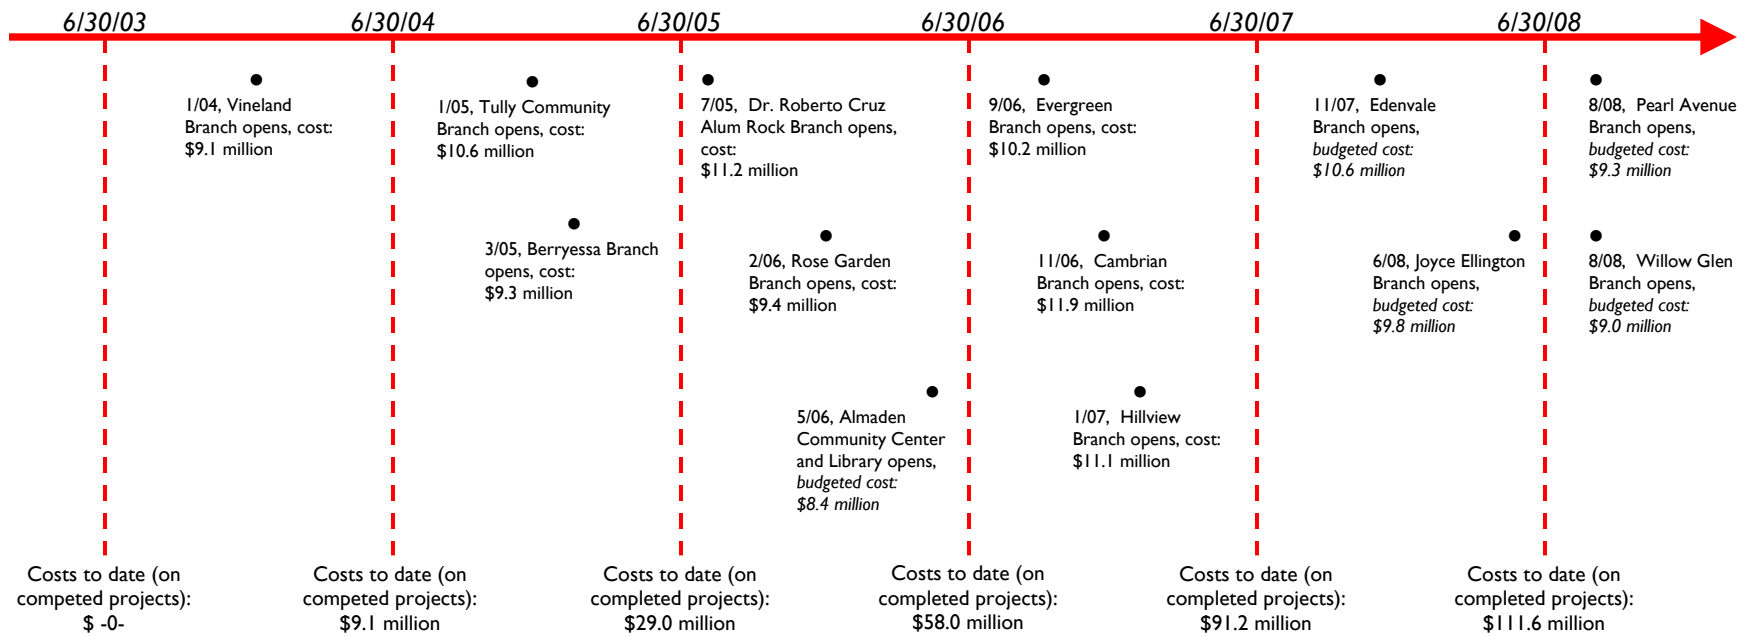 6/30/03
6/30/04
6/30/05
6/30/06
6/30/07
6/30/08
1/04, Vineland
Branch opens, cost:
$9.1 million
1/05, Tully Community
Branch opens, cost:
$10.6 million
3/05, Berryessa Branch
opens, cost:
$9.3 million
7/05, Dr. Roberto Cruz
Alum Rock Branch opens,
cost:
$11.2 million
2/06, Rose Garden
Branch opens, cost:
$9.4 million
5/06, Almaden
Community Center
and Library opens,
budgeted cost:
$8.4 million
9/06, Evergreen
Branch opens, cost:
$10.2 million
11/06, Cambrian
Branch opens, cost:
$11.9 million
1/07, Hillview
Branch opens, cost:
$11.1 million
11/07, Edenvale
Branch opens,
budgeted cost:
$10.6 million
6/08, Joyce Ellington
Branch opens,
budgeted cost:
$9.8 million
8/08, Pearl Avenue
Branch opens,
budgeted cost:
$9.3 million
8/08, Willow Glen
Branch opens,
budgeted cost:
$9.0 million
Costs to date (on
competed projects):
$ -0-
Costs to date (on
competed projects):
$9.1 million
Costs to date (on
completed projects):
$29.0 million
Costs to date (on
completed projects):
$58.0 million
Costs to date (on
completed projects):
$91.2 million
Costs to date (on
completed projects):
$111.6 million